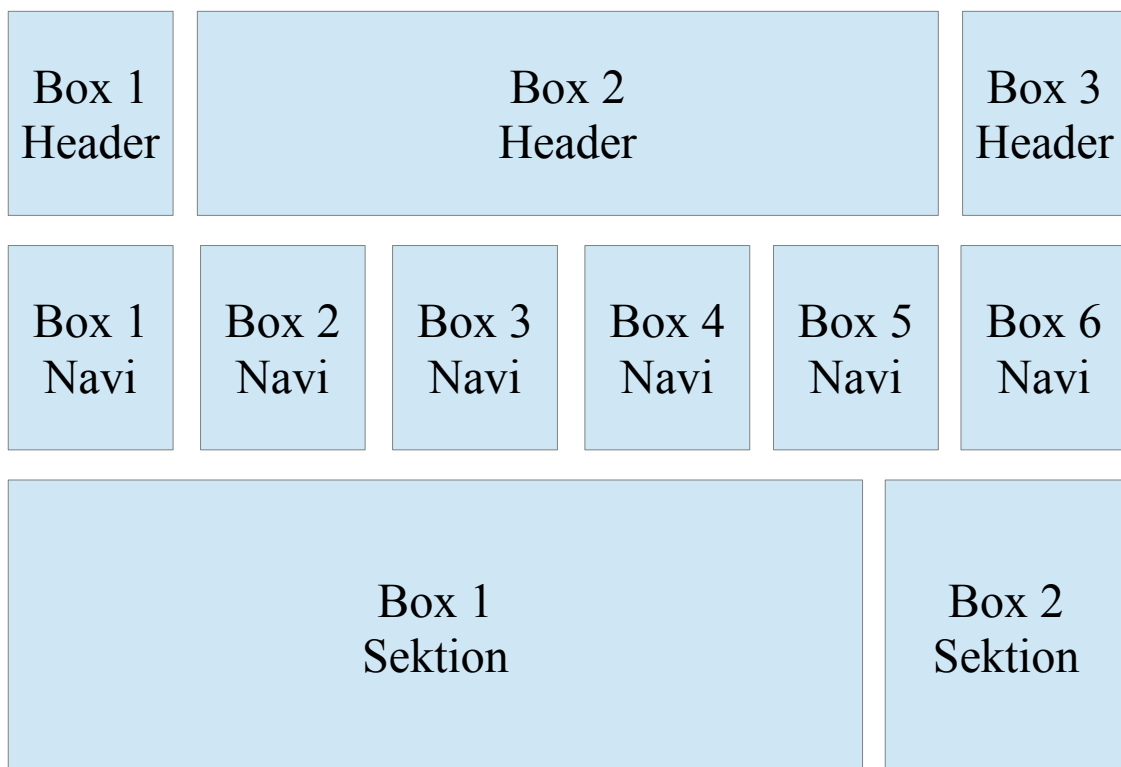 Box 1
Header
Box 2
Header
Box 3
Header
Box 1
Navi
Box 2
Navi
Box 3
Navi
Box 4
Navi
Box 5
Navi
Box 6
Navi
Box 1
Sektion
Box 2
Sektion